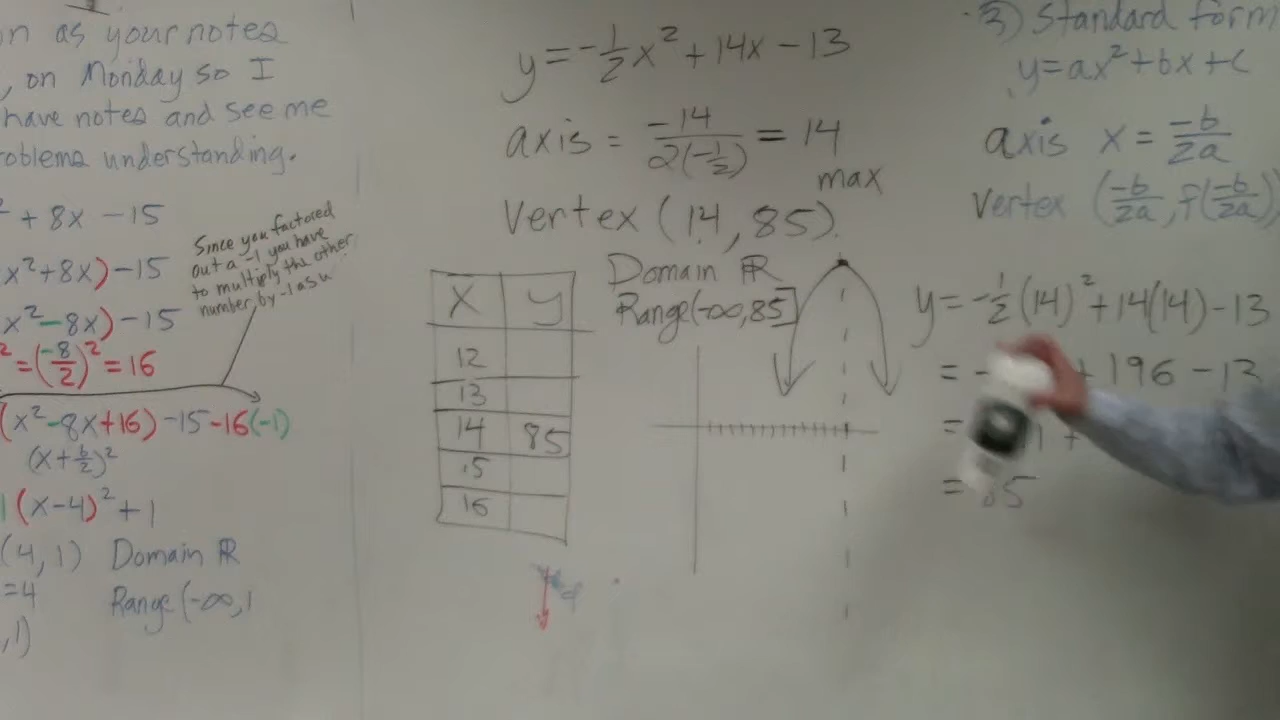 on as your notes
, on Monday so I
have notes and see me
oblems understanding.
² + 8x - 15
x² + 8x) - 15
x² - 8x) - 15
² = (-8/2)² = 16
Since you factored
out a -1 you have
to multiply the other
number, by -1 as w
(x² - 8x + 16) - 15 - 16(-1)
(x + b/2)²
1(x - 4)² + 1
(4, 1) Domain ℝ
= 4 Range (-∞, 1
, 1)
y = -1/2x² + 14x - 13
axis = -14/2(-1/2) = 14
max
Vertex (14, 85)
Domain ℝ
Range (-∞, 85]
x y
12
13
14 85
15
16
3) Standard form
y = ax² + bx + c
axis x = -b/2a
Vertex (-b/2a, f(-b/2a)
y = -1/2(14)² + 14(14) - 13
= - + 196 - 13
=
= 85